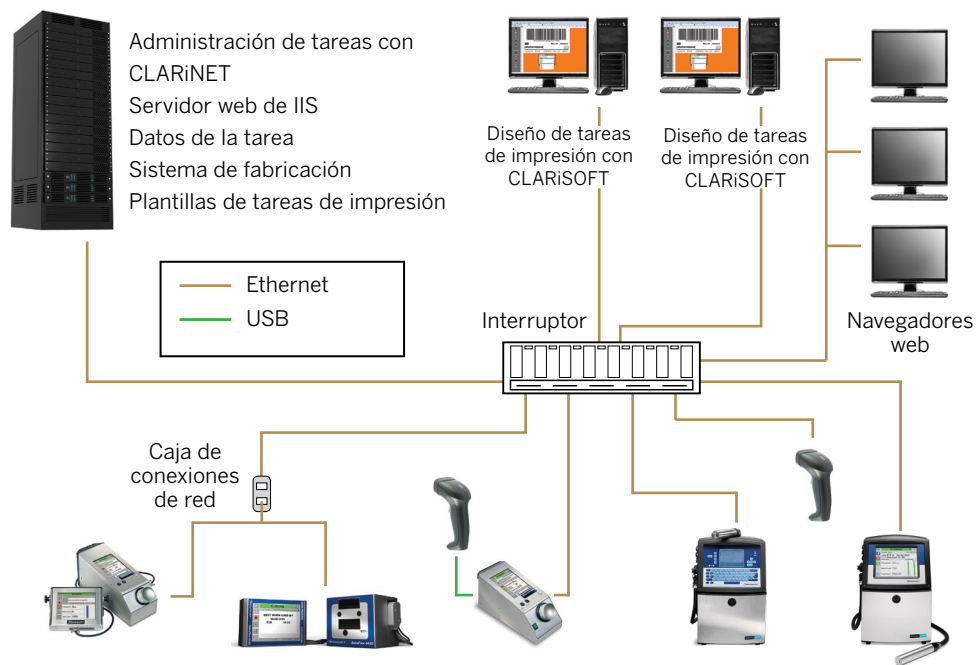 Administración de tareas con
CLARiNET
Servidor web de IIS
Datos de la tarea
Sistema de fabricación
Plantillas de tareas de impresión
Diseño de tareas
de impresión con
CLARiSOFT
Diseño de tareas
de impresión con
CLARiSOFT
Ethernet
USB
Interruptor
Navegadores
web
Caja de
conexiones
de red